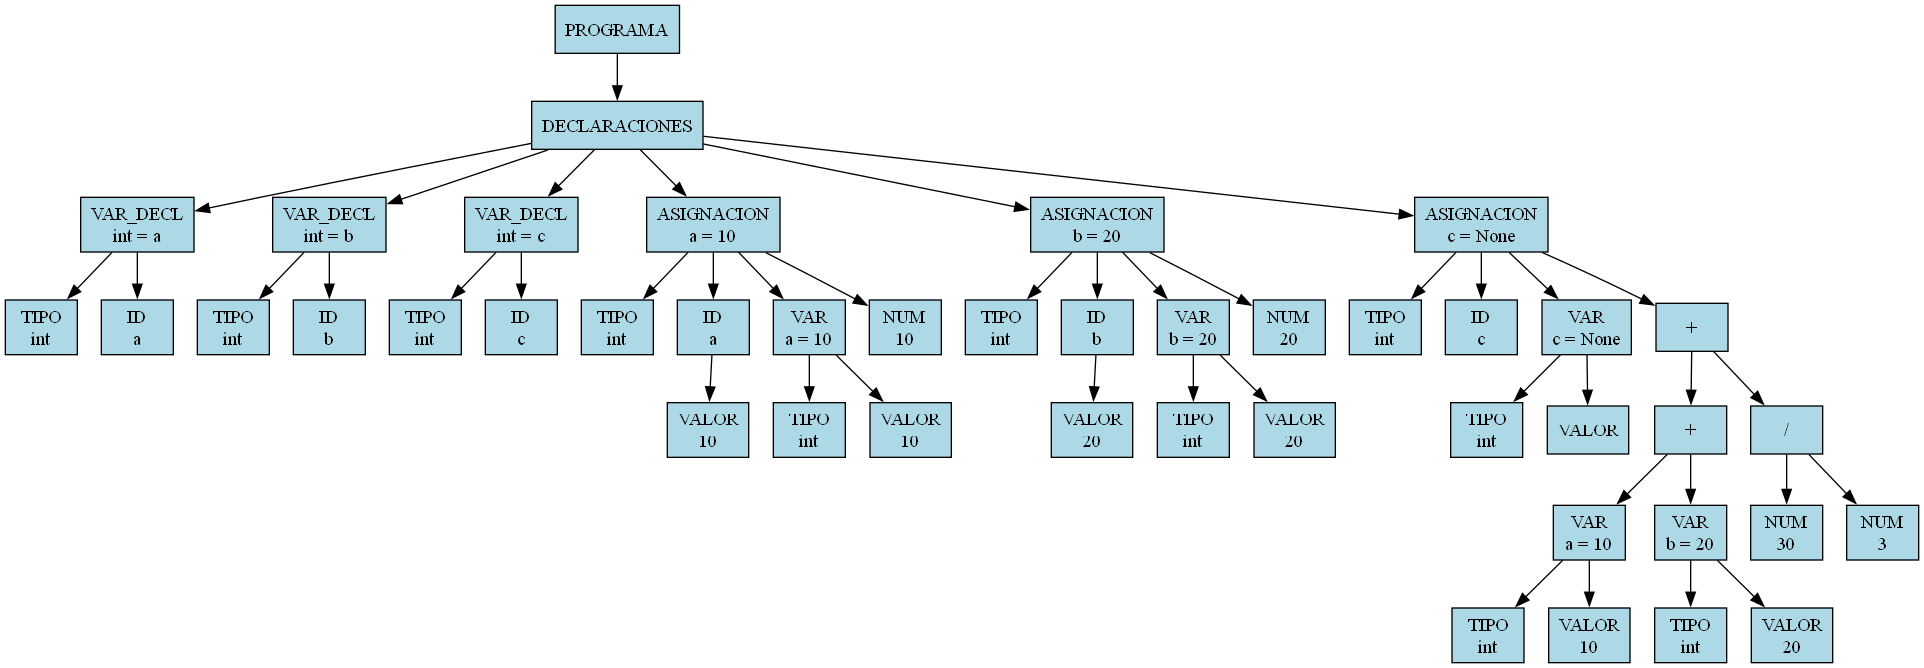 PROGRAMA
DECLARACIONES
VAR_DECL
int = a
VAR_DECL
int = b
VAR_DECL
int = c
ASIGNACION
a = 10
ASIGNACION
b = 20
ASIGNACION
c = None
TIPO
int
ID
a
TIPO
int
ID
b
TIPO
int
ID
c
TIPO
int
ID
a
VAR
a = 10
NUM
10
TIPO
int
ID
b
VAR
b = 20
NUM
20
TIPO
int
ID
c
VAR
c = None
+
VALOR
10
TIPO
int
VALOR
10
VALOR
20
TIPO
int
VALOR
20
TIPO
int
VALOR
+
/
VAR
a = 10
VAR
b = 20
NUM
30
NUM
3
TIPO
int
VALOR
10
TIPO
int
VALOR
20